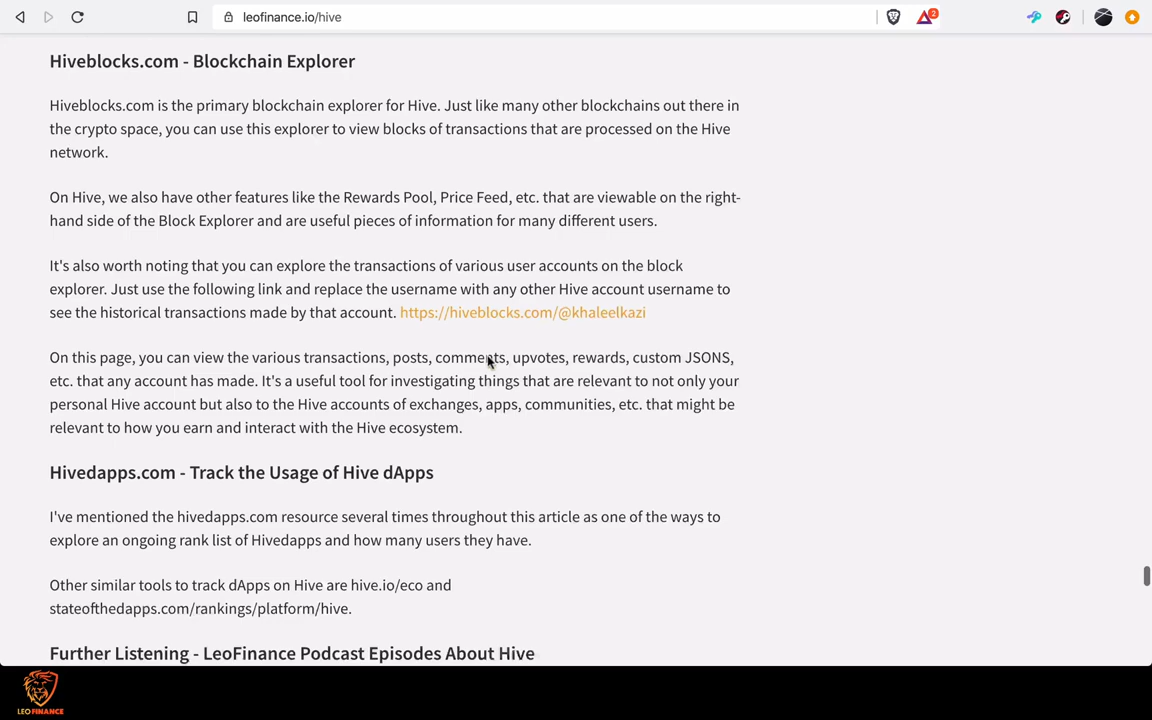 leofinance.io/hive
2
Hiveblocks.com - Blockchain Explorer
Hiveblocks.com is the primary blockchain explorer for Hive. Just like many other blockchains out there in
the crypto space, you can use this explorer to view blocks of transactions that are processed on the Hive
network.
On Hive, we also have other features like the Rewards Pool, Price Feed, etc. that are viewable on the right-
hand side of the Block Explorer and are useful pieces of information for many different users.
It's also worth noting that you can explore the transactions of various user accounts on the block
explorer. Just use the following link and replace the username with any other Hive account username to
see the historical transactions made by that account. https://hiveblocks.com/@khaleelkazi
On this page, you can view the various transactions, posts, comments, upvotes, rewards, custom JSONS,
etc. that any account has made. It's a useful tool for investigating things that are relevant to not only your
personal Hive account but also to the Hive accounts of exchanges, apps, communities, etc. that might be
relevant to how you earn and interact with the Hive ecosystem.
Hivedapps.com - Track the Usage of Hive dApps
I've mentioned the hivedapps.com resource several times throughout this article as one of the ways to
explore an ongoing rank list of Hivedapps and how many users they have.
Other similar tools to track dApps on Hive are hive.io/eco and
stateofthedapps.com/rankings/platform/hive.
Further Listening - LeoFinance Podcast Episodes About Hive
LEOFINANCE